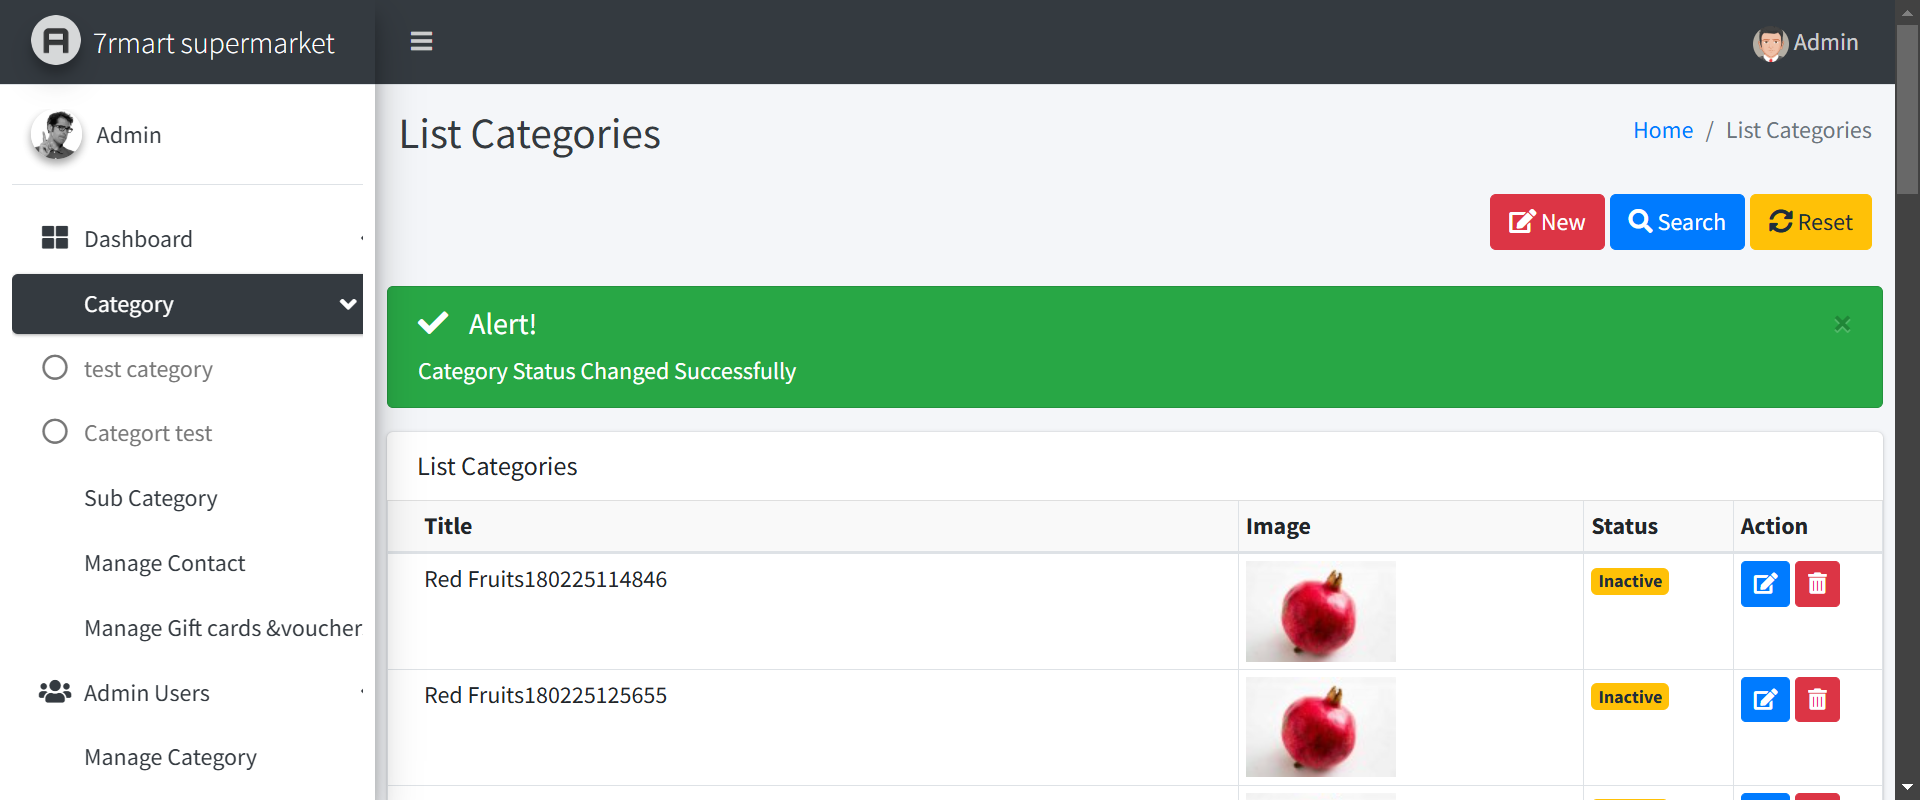 7rmart supermarket
Admin
Admin
List Categories
Home / List Categories
New
Search
Reset
Dashboard
Category
test category
Categort test
Sub Category
Manage Contact
Manage Gift cards &voucher
Admin Users
Manage Category
Alert!
×
Category Status Changed Successfully
List Categories
Title Image Status Action
Red Fruits180225114846 Inactive
Red Fruits180225125655 Inactive